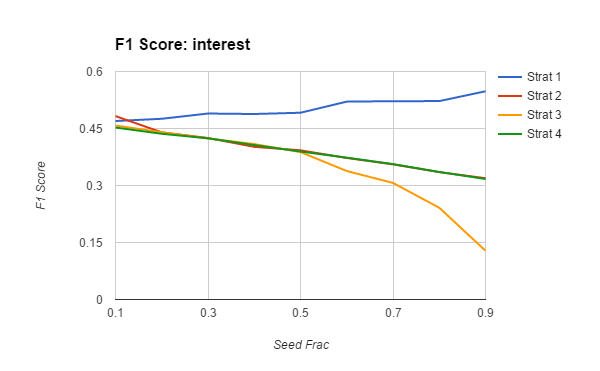 F1 Score: interest
0.6
0.45
0.3
0.15
0
F1 Score
0.1
0.3
0.5
0.7
0.9
Seed Frac
Strat 1
Strat 2
Strat 3
Strat 4